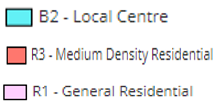 B2 - Local Centre
R3 - Medium Density Residential
R1 - General Residential